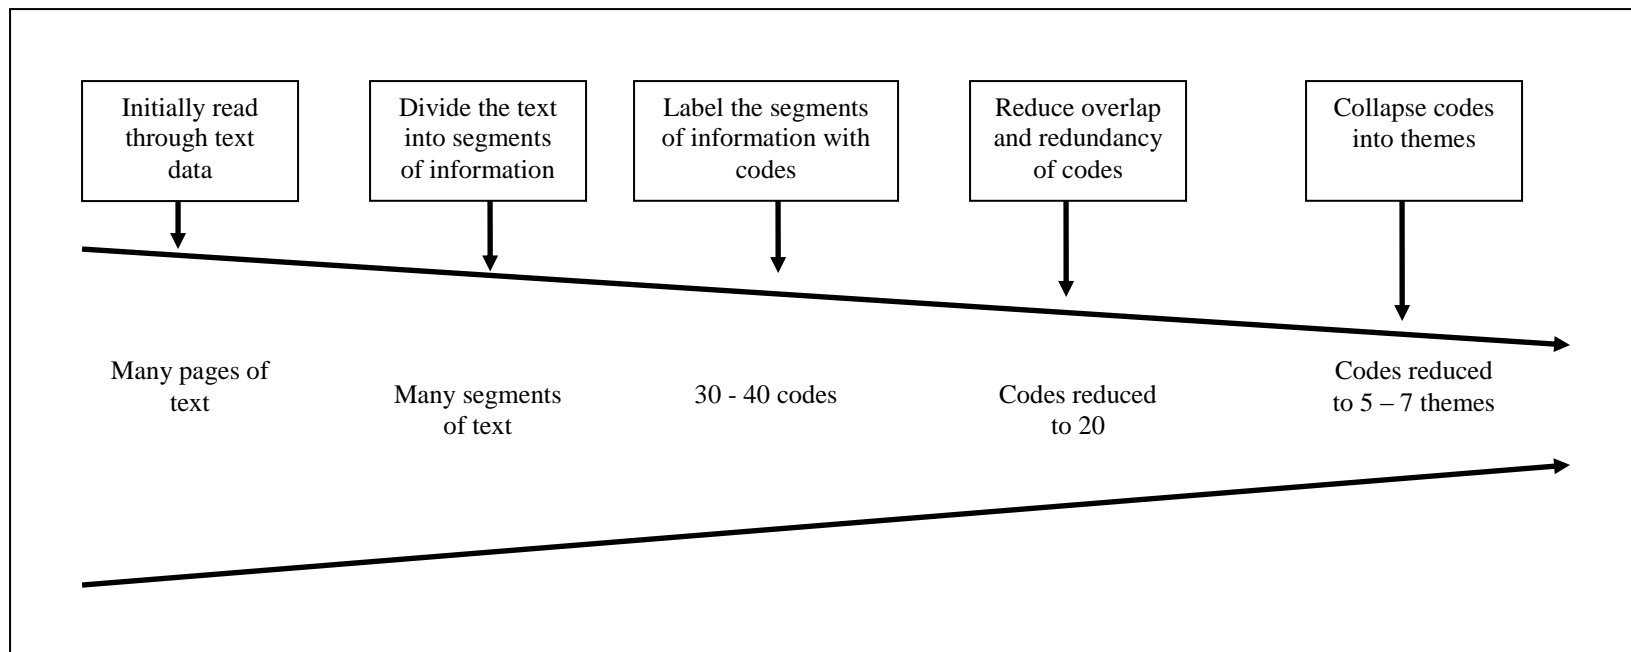 Initially read
through text
data
Divide the text
into segments
of information
Label the segments
of information with
codes
Reduce overlap
and redundancy
of codes
Collapse codes
into themes
Many pages of
text
Many segments
of text
30 - 40 codes
Codes reduced
to 20
Codes reduced
to 5 – 7 themes